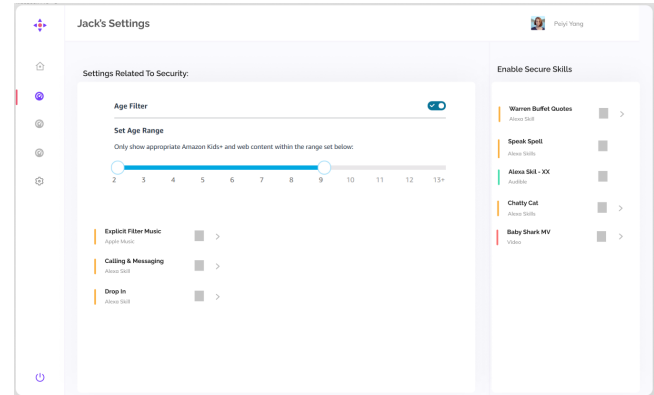 Jack's Settings
Peiyi Yang
Settings Related To Security:
Age Filter
Set Age Range
Only show appropriate Amazon Kids+ and web content within the range set below:
2 3 4 5 6 7 8 9 10 11 12 13+
Explicit Filter Music
Apple Music
Calling & Messaging
Alexa Skill
Drop In
Alexa Skill
Enable Secure Skills
Warren Buffet Quotes
Alexa Skill
Speak Spell
Alexa Skills
Alexa Skil - XX
Audible
Chatty Cat
Alexa Skills
Baby Shark MV
Video